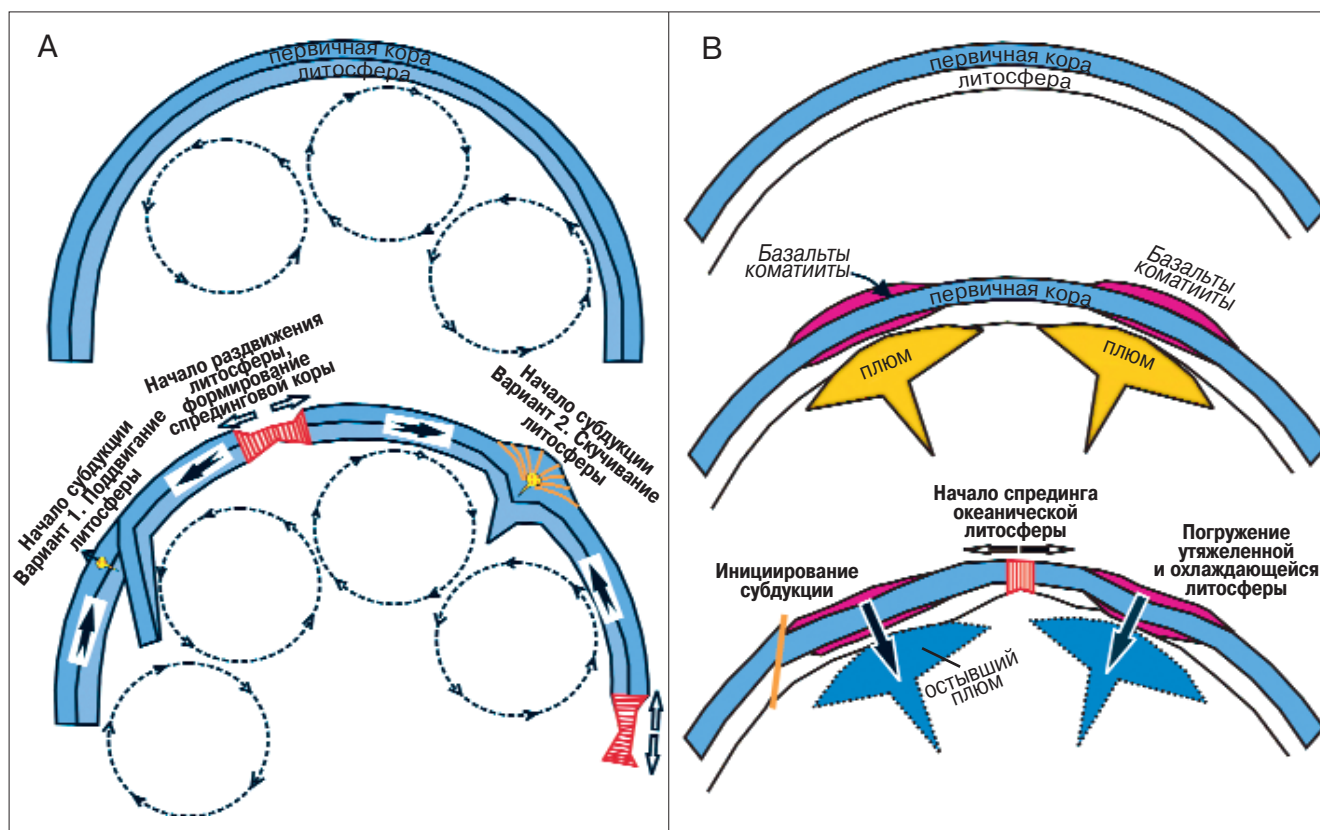 А
первичная кора
литосфера
Начало раздвижения
литосферы,
формирование
спрединговой коры
Начало субдукции
Вариант 1. Поддвигание
литосферы
Начало субдукции
Вариант 2. Скучивание
литосферы
В
первичная кора
литосфера
Базальты
коматииты
Базальты
коматииты
первичная кора
плюм
плюм
Начало спрединга
океанической
литосферы
Инициирование
субдукции
Погружение
утяжеленной
и охлаждающейся
литосферы
остывший
плюм